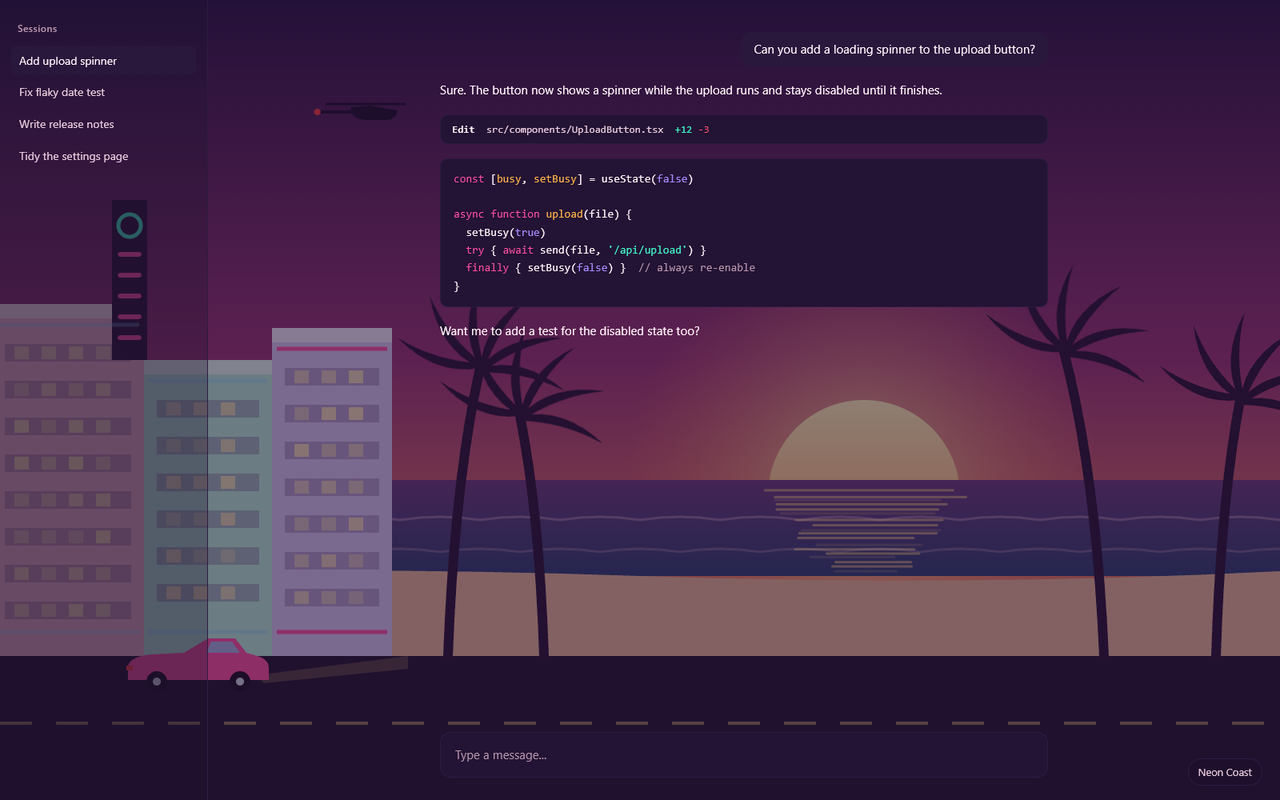 Sessions
Add upload spinner
Fix flaky date test
Write release notes
Tidy the settings page
Can you add a loading spinner to the upload button?
Sure. The button now shows a spinner while the upload runs and stays disabled until it finishes.
Edit src/components/UploadButton.tsx +12 -3
const [busy, setBusy] = useState(false)
async function upload(file) {
  setBusy(true)
  try { await send(file, '/api/upload') }
  finally { setBusy(false) }  // always re-enable
}
Want me to add a test for the disabled state too?
Type a message...
Neon Coast